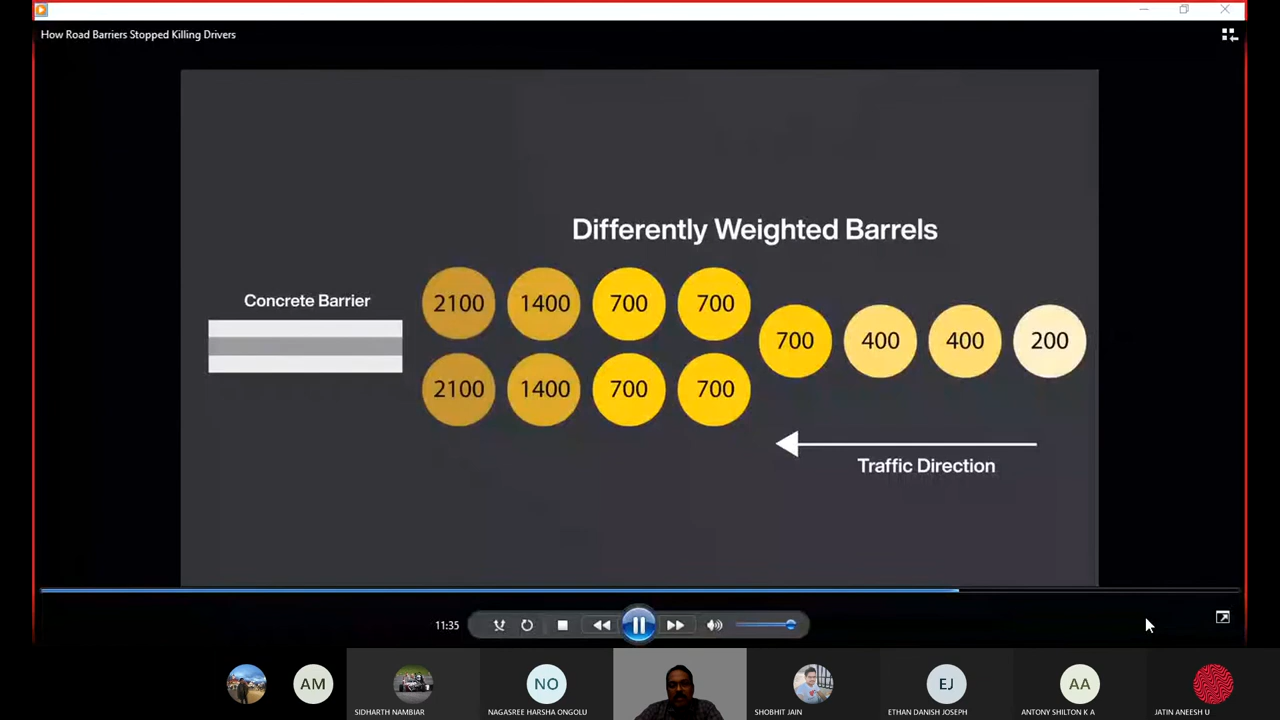 How Road Barriers Stopped Killing Drivers
Differently Weighted Barrels
Concrete Barrier
2100 1400 700 700
700 400 400 200
2100 1400 700 700
Traffic Direction
11:35
AM
NO
EJ
AA
SIDHARTH NAMBIAR
NAGASREE HARSHA ONGOLU
SHOBHIT JAIN
ETHAN DANISH JOSEPH
ANTONY SHILTON K A
JATIN ANEESH U